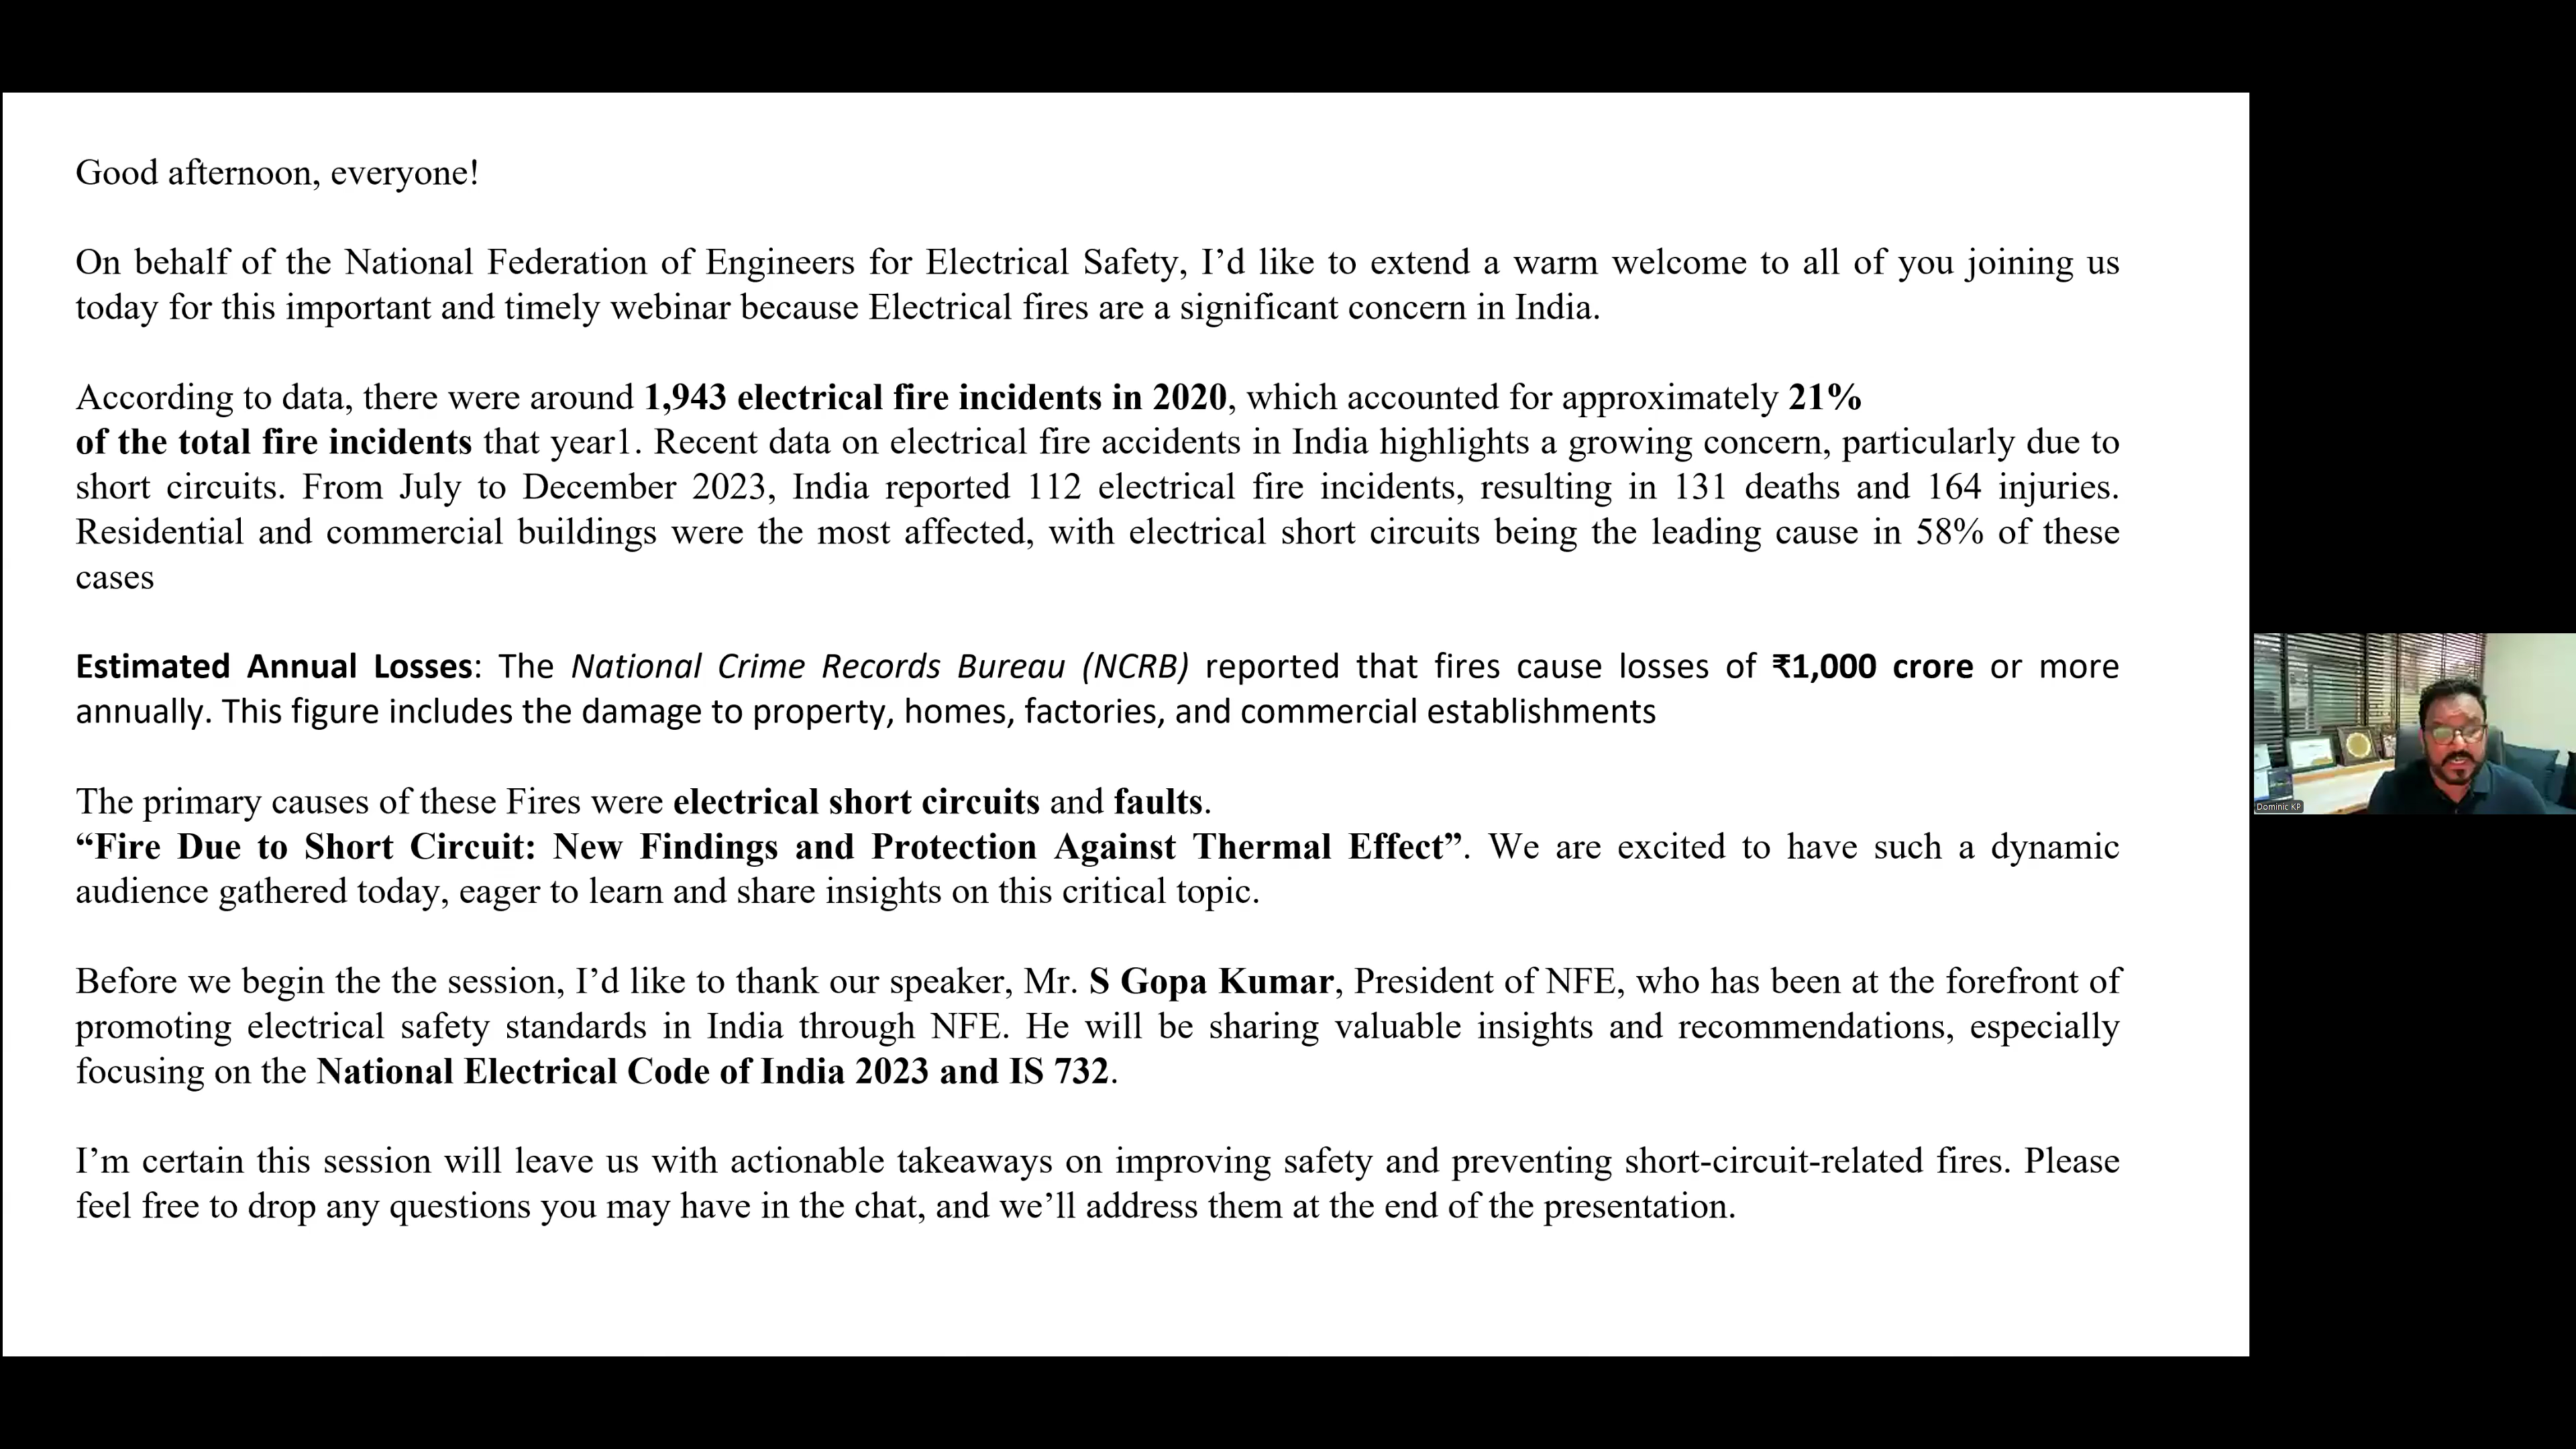 Good afternoon, everyone!
On behalf of the National Federation of Engineers for Electrical Safety, I’d like to extend a warm welcome to all of you joining us
today for this important and timely webinar because Electrical fires are a significant concern in India.
According to data, there were around 1,943 electrical fire incidents in 2020, which accounted for approximately 21%
of the total fire incidents that year1. Recent data on electrical fire accidents in India highlights a growing concern, particularly due to
short circuits. From July to December 2023, India reported 112 electrical fire incidents, resulting in 131 deaths and 164 injuries.
Residential and commercial buildings were the most affected, with electrical short circuits being the leading cause in 58% of these
cases
Estimated Annual Losses: The National Crime Records Bureau (NCRB) reported that fires cause losses of ₹1,000 crore or more
annually. This figure includes the damage to property, homes, factories, and commercial establishments
The primary causes of these Fires were electrical short circuits and faults.
“Fire Due to Short Circuit: New Findings and Protection Against Thermal Effect”. We are excited to have such a dynamic
audience gathered today, eager to learn and share insights on this critical topic.
Before we begin the the session, I’d like to thank our speaker, Mr. S Gopa Kumar, President of NFE, who has been at the forefront of
promoting electrical safety standards in India through NFE. He will be sharing valuable insights and recommendations, especially
focusing on the National Electrical Code of India 2023 and IS 732.
I’m certain this session will leave us with actionable takeaways on improving safety and preventing short-circuit-related fires. Please
feel free to drop any questions you may have in the chat, and we’ll address them at the end of the presentation.
Dominic KP